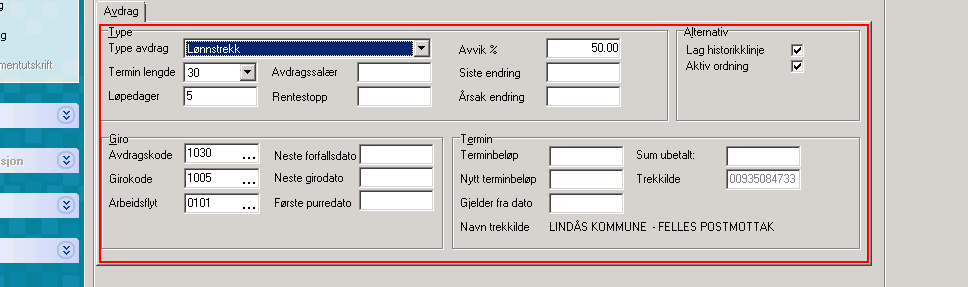 Avdrag
g
mentutskrift
sjon
Type
Type avdrag Lønnstrekk
Termin lengde 30 Avdragssalær
Løpedager 5 Rentestopp
Avvik % 50.00
Siste endring
Årsak endring
Alternativ
Lag historikklinje
Aktiv ordning
Giro
Avdragskode 1030 ... Neste forfallsdato
Girokode 1005 ... Neste girodato
Arbeidsflyt 0101 ... Første purredato
Termin
Terminbeløp Sum ubetalt:
Nytt terminbeløp Trekkilde 00935084733
Gjelder fra dato
Navn trekkilde LINDÅS KOMMUNE - FELLES POSTMOTTAK